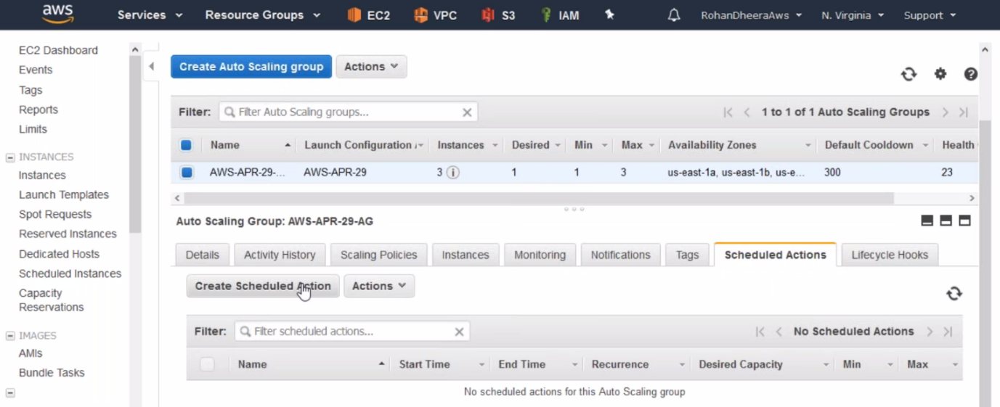 aws Services Resource Groups EC2 VPC S3 IAM RohanDheeraAws N. Virginia Support
EC2 Dashboard
Events
Tags
Reports
Limits
INSTANCES
Instances
Launch Templates
Spot Requests
Reserved Instances
Dedicated Hosts
Scheduled Instances
Capacity
Reservations
IMAGES
AMIs
Bundle Tasks
Create Auto Scaling group Actions
Filter: Filter Auto Scaling groups... 1 to 1 of 1 Auto Scaling Groups
Name Launch Configuration / Instances Desired Min Max Availability Zones Default Cooldown Health
AWS-APR-29-... AWS-APR-29 3 1 1 3 us-east-1a, us-east-1b, us-e... 300 23
Auto Scaling Group: AWS-APR-29-AG
Details Activity History Scaling Policies Instances Monitoring Notifications Tags Scheduled Actions Lifecycle Hooks
Create Scheduled Action Actions
Filter: Filter scheduled actions... No Scheduled Actions
Name Start Time End Time Recurrence Desired Capacity Min Max
No scheduled actions for this Auto Scaling group